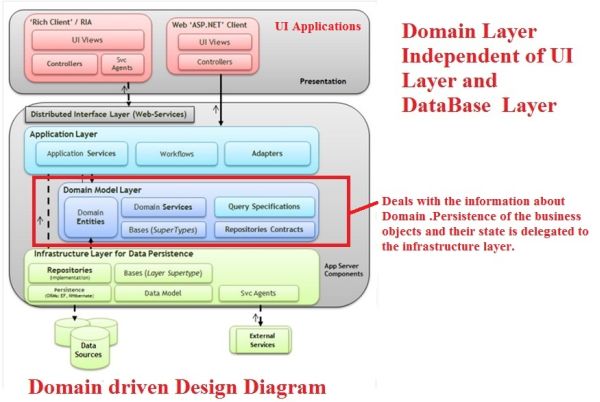 'Rich Client' / RIA
UI Views
Controllers
Svc
Agents
Web 'ASP.NET' Client
UI Views
Controllers
UI Applications
Presentation
Domain Layer
Independent of UI
Layer and
DataBase Layer
Distributed Interface Layer (Web-Services)
Application Layer
Application Services
Workflows
Adapters
Domain Model Layer
Domain
Entities
Domain Services
Query Specifications
Bases (SuperTypes)
Repositories Contracts
Deals with the information about
Domain .Persistence of the business
objects and their state is delegated to
to the infrastructure layer.
Infrastructure Layer for Data Persistence
Repositories
(Implementation)
Bases (Layer Supertype)
Persistence
(ORMs: EF, NHibernate)
Data Model
Svc Agents
App Server
Components
Data
Sources
External
Services
Domain driven Design Diagram